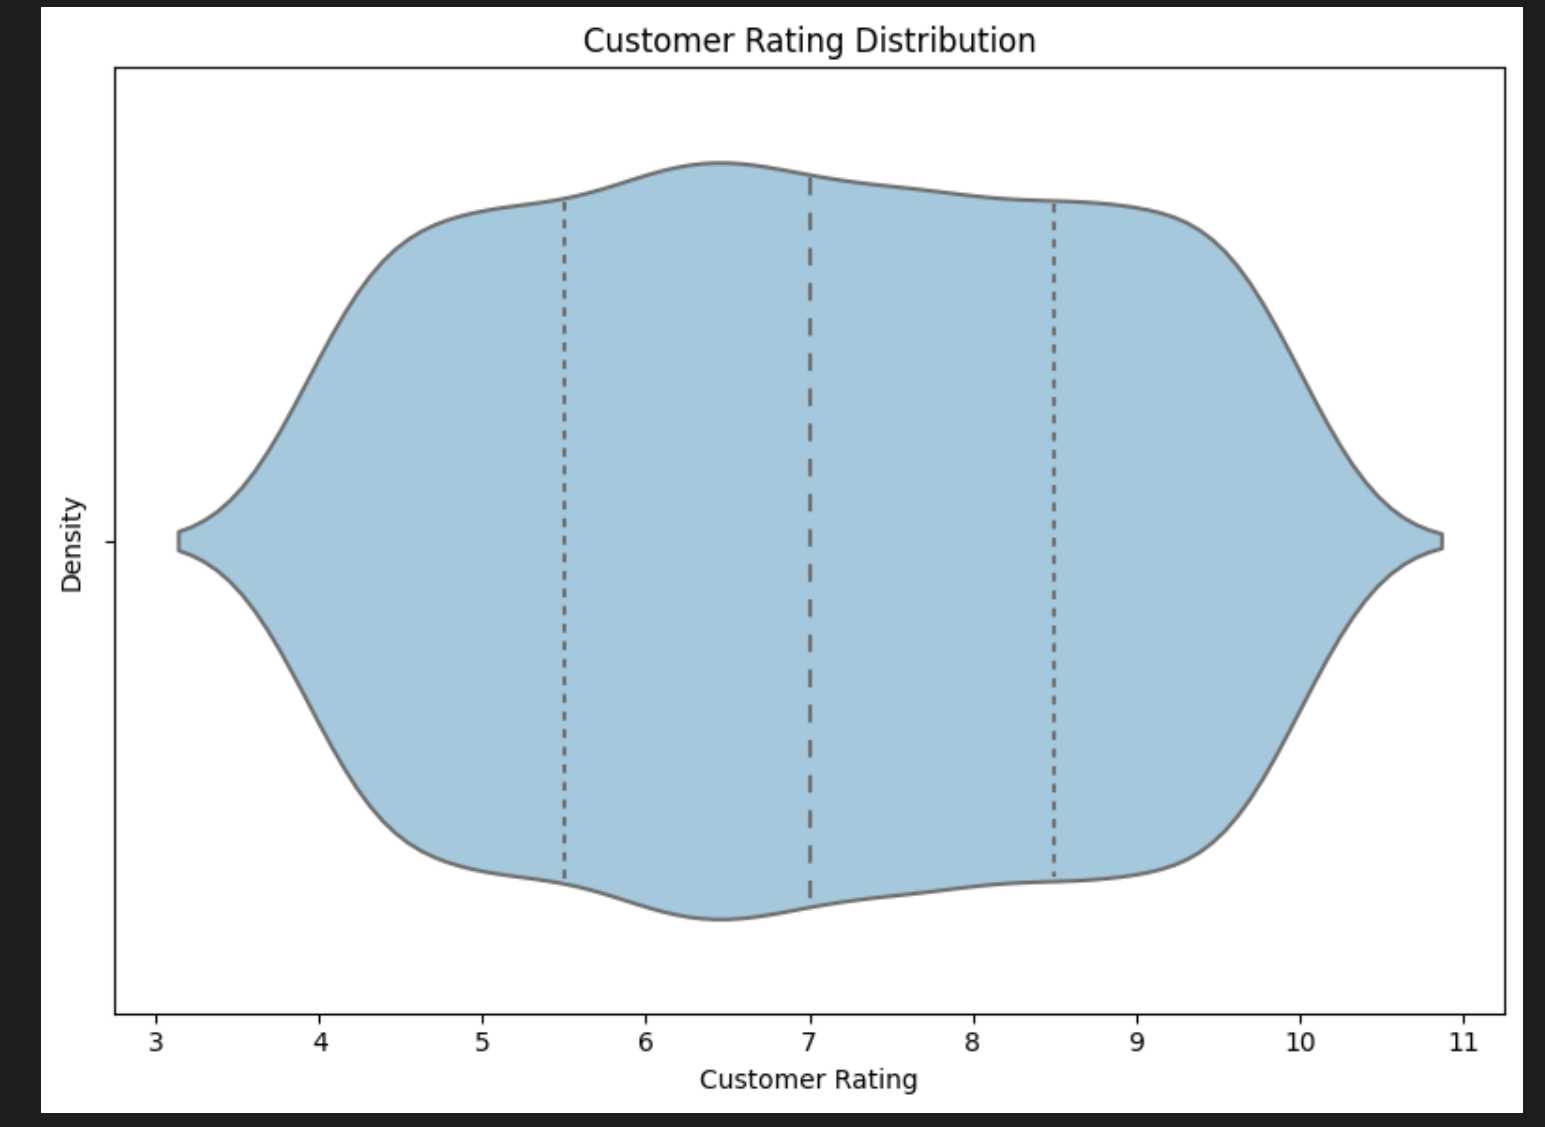 Customer Rating Distribution
Density
3 4 5 6 7 8 9 10 11
Customer Rating